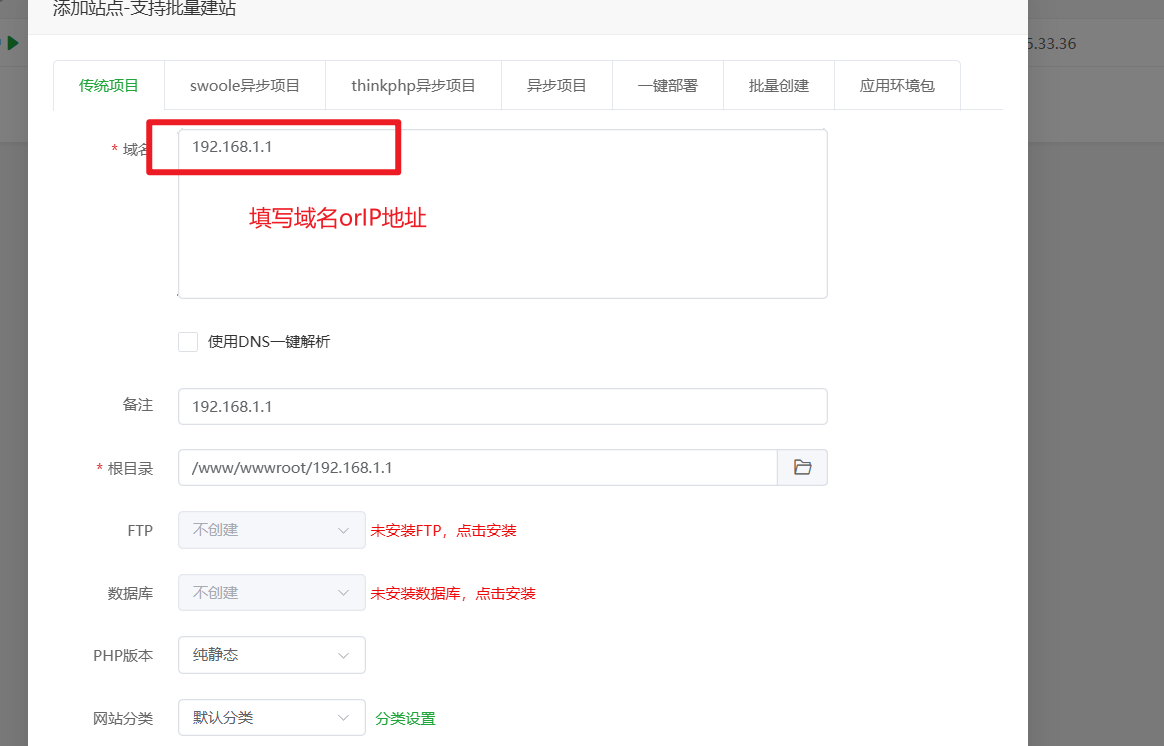 添加站点-支持批量建站
5.33.36
传统项目 swoole异步项目 thinkphp异步项目 异步项目 一键部署 批量创建 应用环境包
* 域名 192.168.1.1
填写域名orIP地址
使用DNS一键解析
备注 192.168.1.1
* 根目录 /www/wwwroot/192.168.1.1
FTP 不创建 未安装FTP，点击安装
数据库 不创建 未安装数据库，点击安装
PHP版本 纯静态
网站分类 默认分类 分类设置